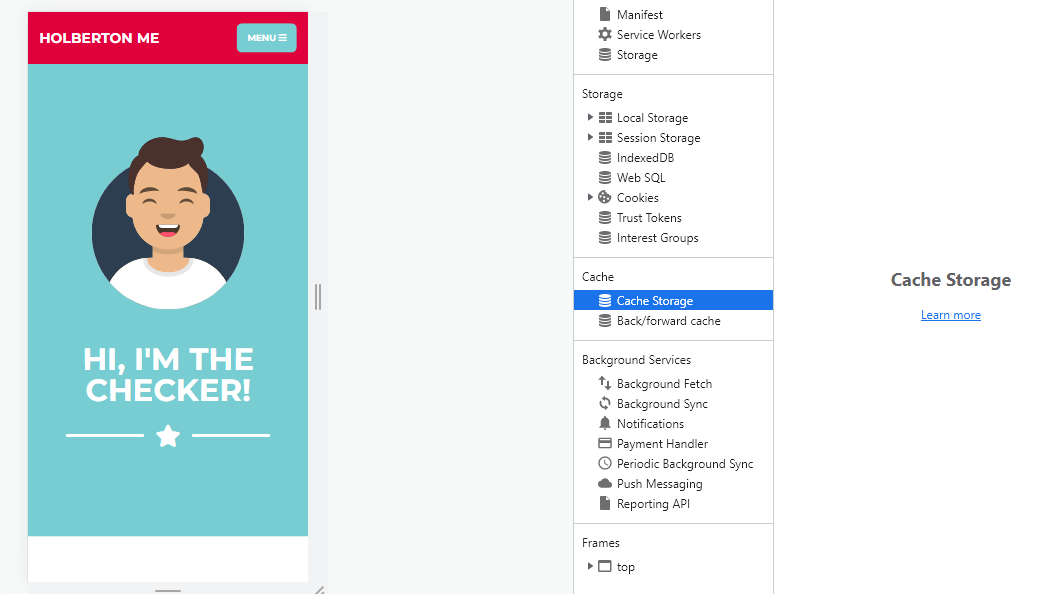 HOLBERTON ME
MENU
HI, I'M THE
CHECKER!
Manifest
Service Workers
Storage
Storage
Local Storage
Session Storage
IndexedDB
Web SQL
Cookies
Trust Tokens
Interest Groups
Cache
Cache Storage
Back/forward cache
Background Services
Background Fetch
Background Sync
Notifications
Payment Handler
Periodic Background Sync
Push Messaging
Reporting API
Frames
top
Cache Storage
Learn more